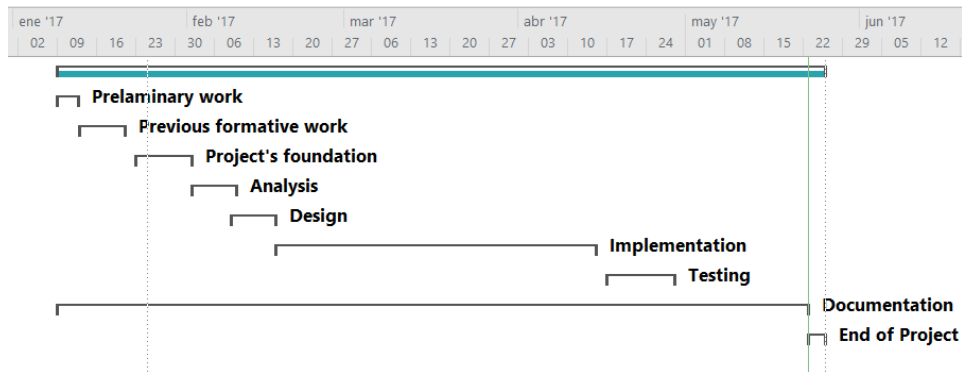 ene '17 feb '17 mar '17 abr '17 may '17 jun '17
02 09 16 23 30 06 13 20 27 06 13 20 27 03 10 17 24 01 08 15 22 29 05 12
Prelaminary work
Previous formative work
Project's foundation
Analysis
Design
Implementation
Testing
Documentation
End of Project